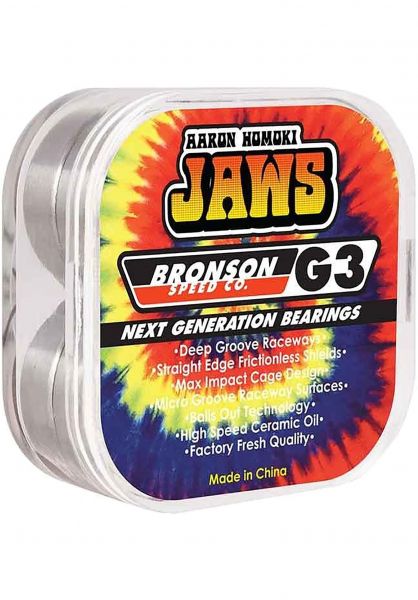 AARON HOMOKI
JAWS
BRONSON
SPEED CO.
G3
NEXT GENERATION BEARINGS
•Deep Groove Raceways•
•Straight Edge Frictionless Shields•
•Max Impact Cage Design•
•Micro Groove Raceway Surfaces•
•Balls Out Technology•
•High Speed Ceramic Oil•
•Factory Fresh Quality•
Made in China